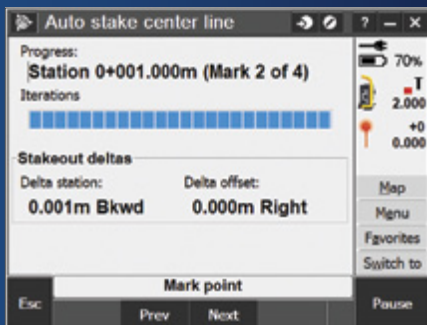 Auto stake center line
?
Progress:
Station 0+001.000m (Mark 2 of 4)
Iterations
Stakeout deltas
Delta station:
Delta offset:
0.001m Bkwd
0.000m Right
Mark point
Esc
Prev
Next
70%
T
2.000
+0
0.000
Map
Menu
Favorites
Switch to
Pause